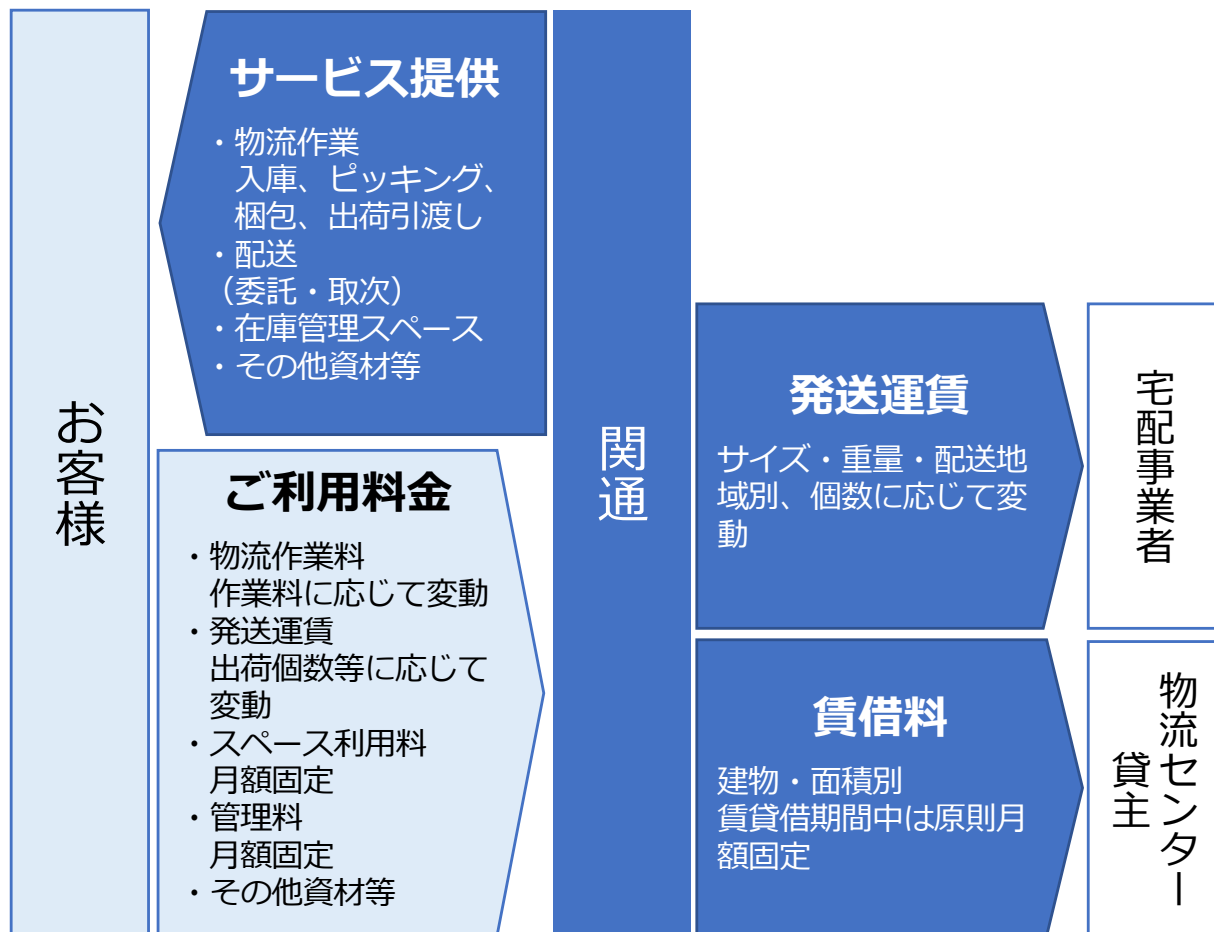 お客様
サービス提供
・物流作業
入庫、ピッキング、
梱包、出荷引渡し
・配送
（委託・取次）
・在庫管理スペース
・その他資材等
ご利用料金
・物流作業料
作業料に応じて変動
・発送運賃
出荷個数等に応じて
変動
・スペース利用料
月額固定
・管理料
月額固定
・その他資材等
関通
発送運賃
サイズ・重量・配送地
域別、個数に応じて変
動
宅配事業者
賃借料
建物・面積別
賃貸借期間中は原則月
額固定
物流センター
貸主